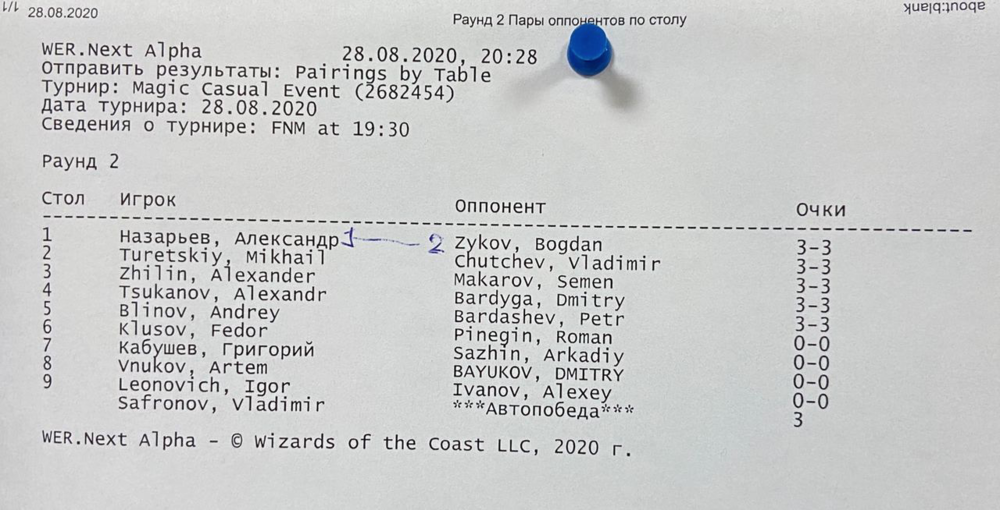 1/1
28.08.2020
Раунд 2 Пары оппонентов по столу
about:blank
WER.Next Alpha 28.08.2020, 20:28
Отправить результаты: Pairings by Table
Турнир: Magic Casual Event (2682454)
Дата турнира: 28.08.2020
Сведения о турнире: FNM at 19:30
Раунд 2
Стол Игрок Оппонент Очки
1 Назарьев, Александр 1 — 2 Zykov, Bogdan 3-3
2 Turetskiy, Mikhail Chutchev, Vladimir 3-3
3 Zhilin, Alexander Makarov, Semen 3-3
4 Tsukanov, Alexandr Bardyga, Dmitry 3-3
5 Blinov, Andrey Bardashev, Petr 3-3
6 Klusov, Fedor Pinegin, Roman 0-0
7 Кабушев, Григорий Sazhin, Arkadiy 0-0
8 Vnukov, Artem BAYUKOV, DMITRY 0-0
9 Leonovich, Igor Ivanov, Alexey 0-0
Safronov, Vladimir ***Автопобеда*** 3
WER.Next Alpha - © Wizards of the Coast LLC, 2020 г.